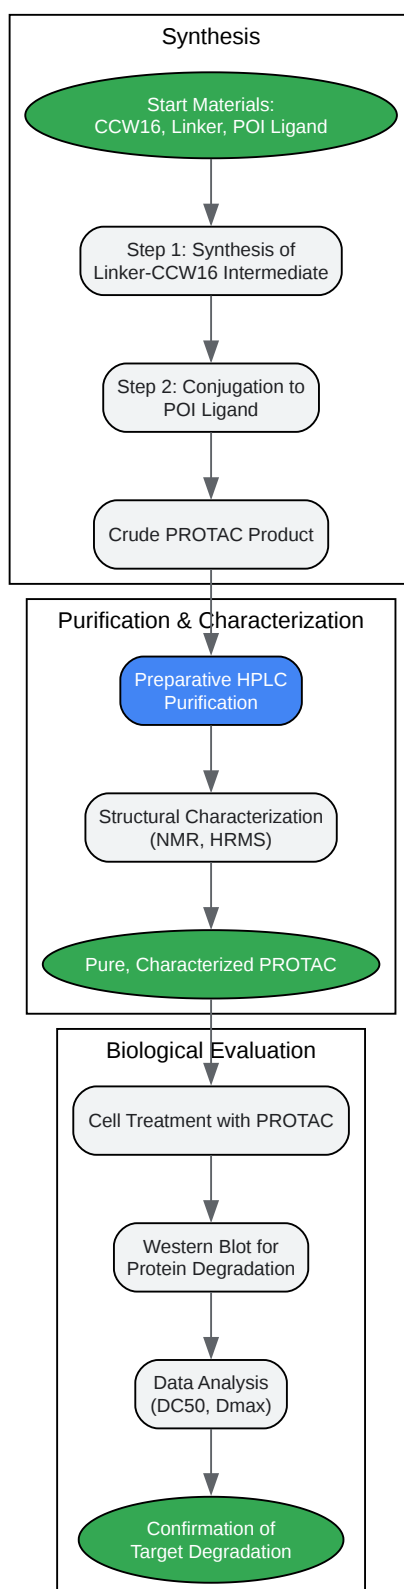 Synthesis
Start Materials:
CCW16, Linker, POI Ligand
Step 1: Synthesis of
Linker-CCW16 Intermediate
Step 2: Conjugation to
POI Ligand
Crude PROTAC Product
Purification & Characterization
Preparative HPLC
Purification
Structural Characterization
(NMR, HRMS)
Pure, Characterized PROTAC
Biological Evaluation
Cell Treatment with PROTAC
Western Blot for
Protein Degradation
Data Analysis
(DC50, Dmax)
Confirmation of
Target Degradation